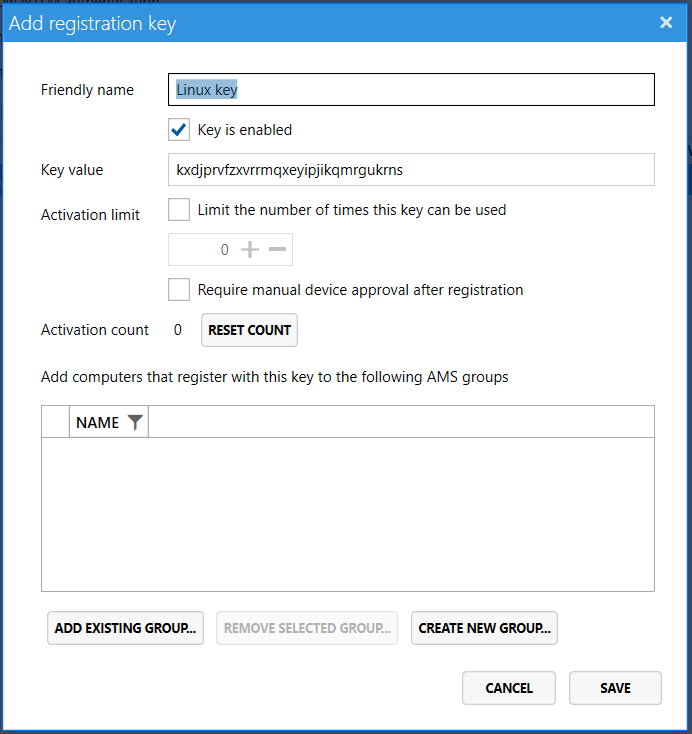 Add registration key
Friendly name Linux key
Key is enabled
Key value kxdjprvfzxvrrmqxeyipjikqmrgukrns
Activation limit Limit the number of times this key can be used
0
Require manual device approval after registration
Activation count 0 RESET COUNT
Add computers that register with this key to the following AMS groups
NAME
ADD EXISTING GROUP... REMOVE SELECTED GROUP... CREATE NEW GROUP...
CANCEL SAVE